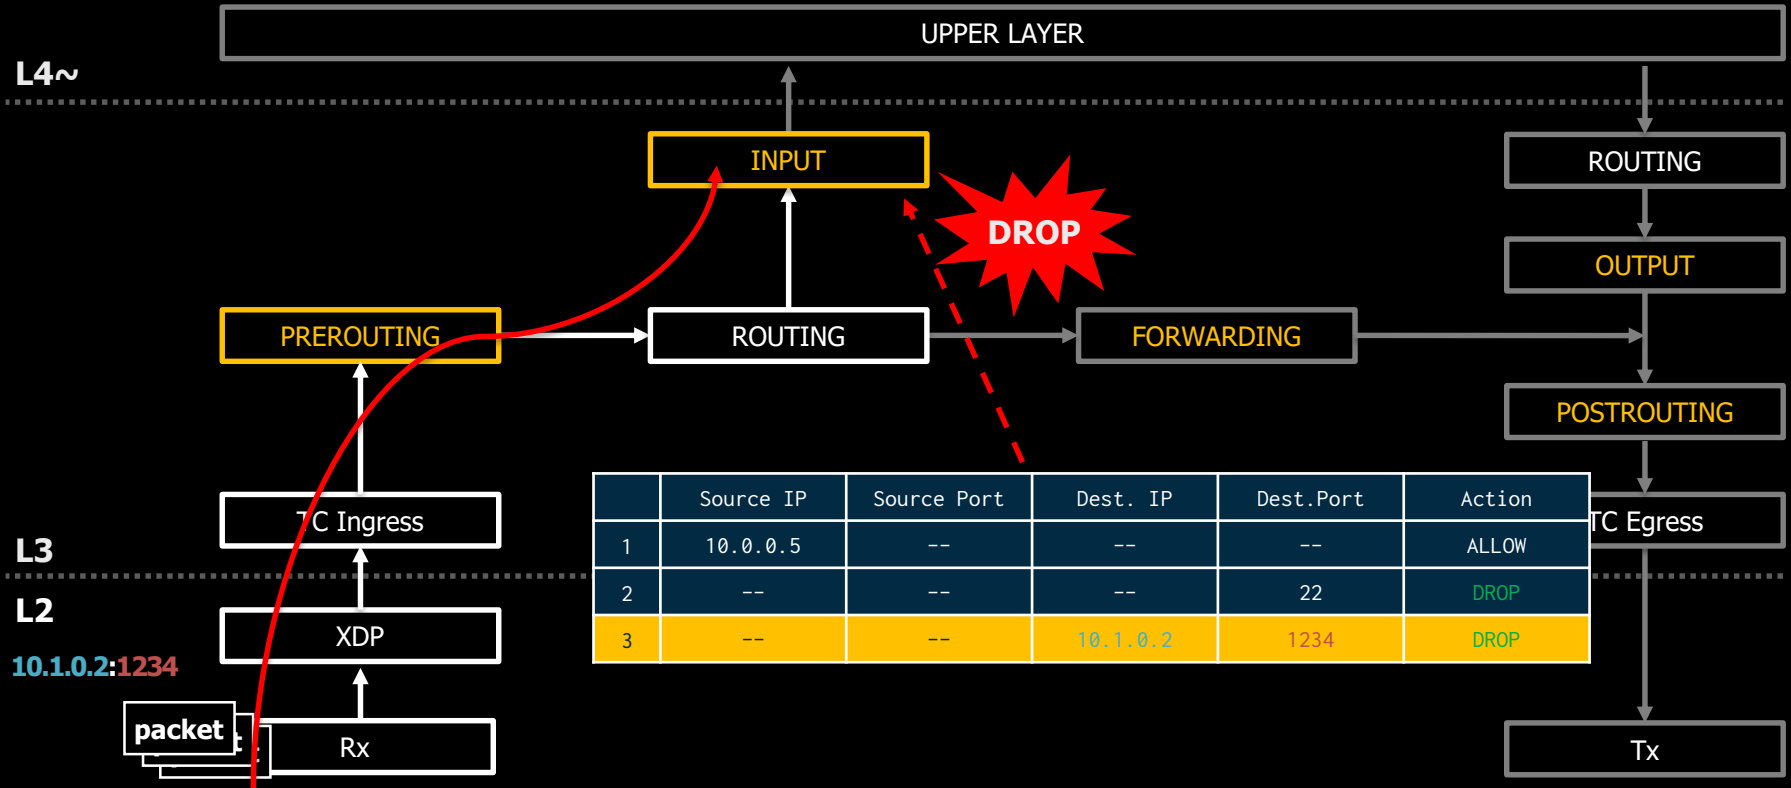 UPPER LAYER
L4~
INPUT
ROUTING
DROP
OUTPUT
PREROUTING
ROUTING
FORWARDING
POSTROUTING
Source IP Source Port Dest. IP Dest.Port Action
1 10.0.0.5 -- -- -- ALLOW
2 -- -- -- 22 DROP
3 -- -- 10.1.0.2 1234 DROP
TC Ingress
TC Egress
L3
L2
XDP
10.1.0.2:1234
packet
Rx
Tx